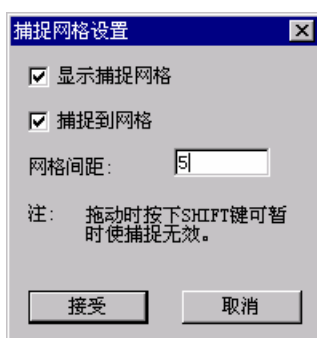 捕捉网格设置
显示捕捉网格
捕捉到网格
网格间距: 5
注: 拖动时按下SHIFT键可暂
时使捕捉无效。
接受 取消